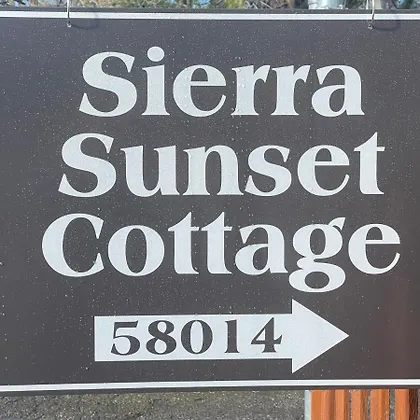 Sierra
Sunset
Cottage
58014